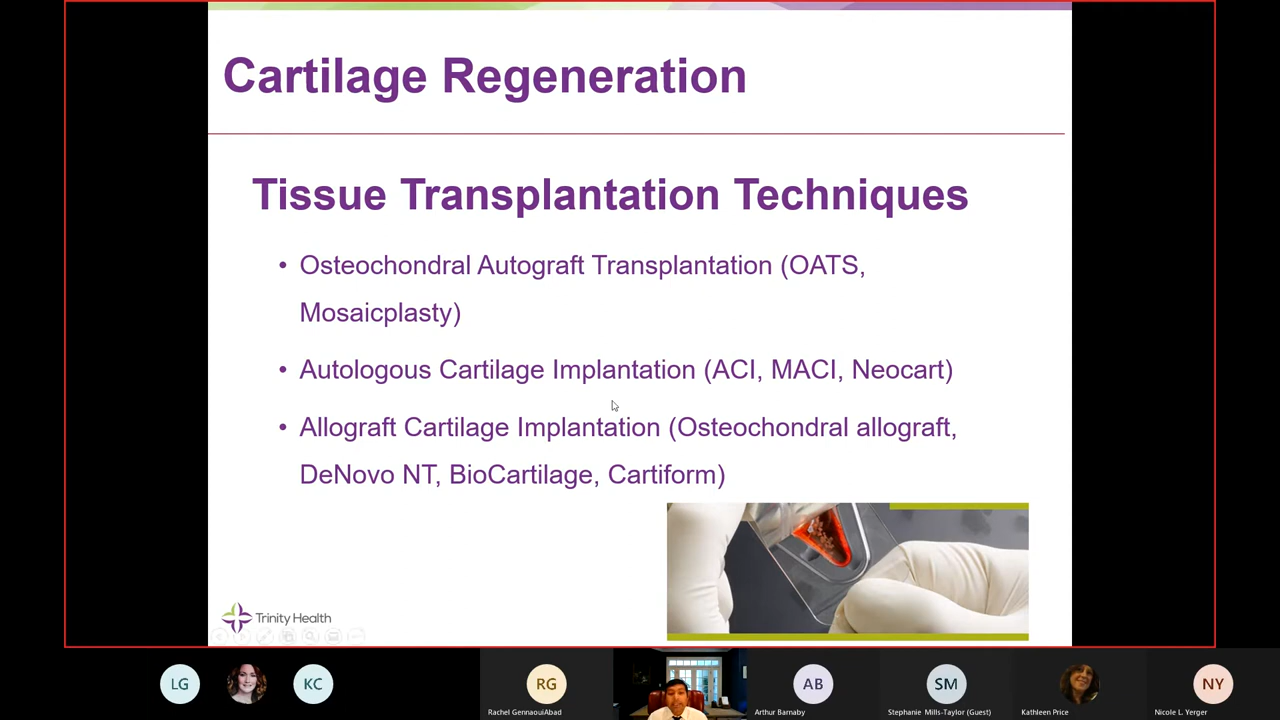 Cartilage Regeneration
Tissue Transplantation Techniques
• Osteochondral Autograft Transplantation (OATS,
Mosaicplasty)
• Autologous Cartilage Implantation (ACI, MACI, Neocart)
• Allograft Cartilage Implantation (Osteochondral allograft,
DeNovo NT, BioCartilage, Cartiform)
Trinity Health
LG
KC
RG
AB
SM
NY
Rachel GennaouiAbad
Arthur Barnaby
Stephanie Mills-Taylor (Guest)
Kathleen Price
Nicole L. Yerger